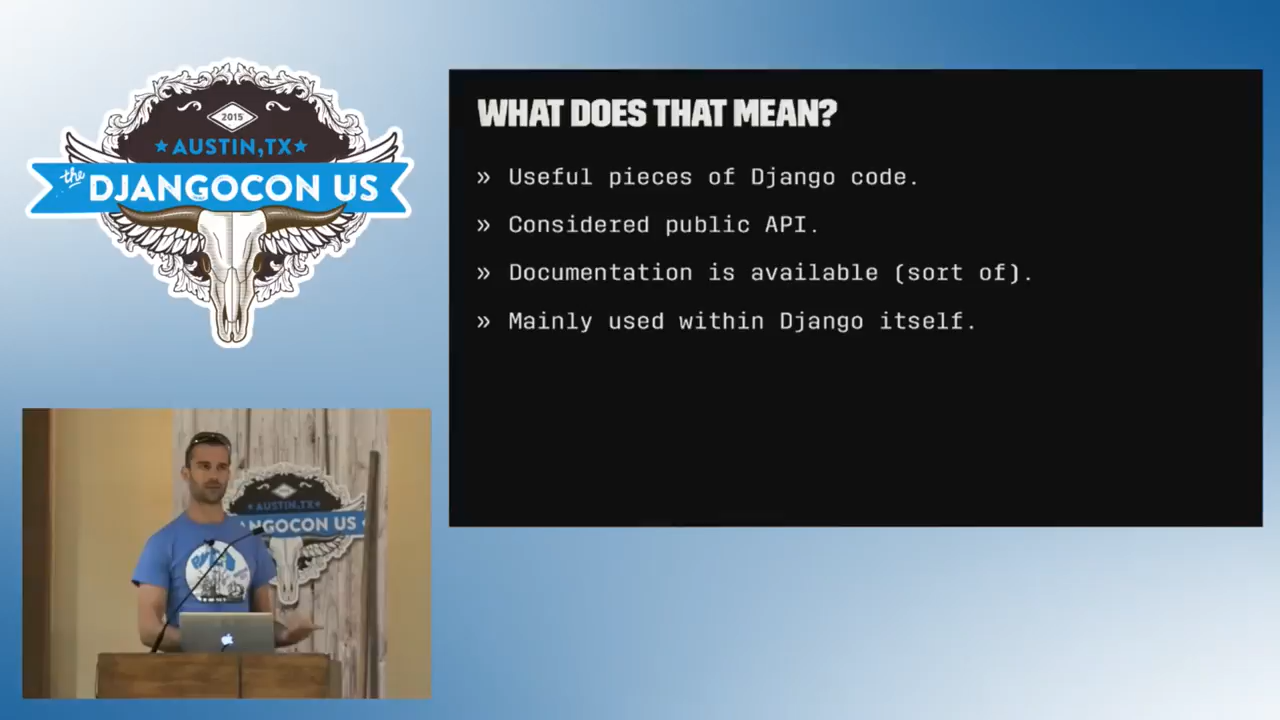 2015
AUSTIN, TX
the
DJANGOCON US
WHAT DOES THAT MEAN?
» Useful pieces of Django code.
» Considered public API.
» Documentation is available (sort of).
» Mainly used within Django itself.
AUSTIN,TX
ANGOCON US